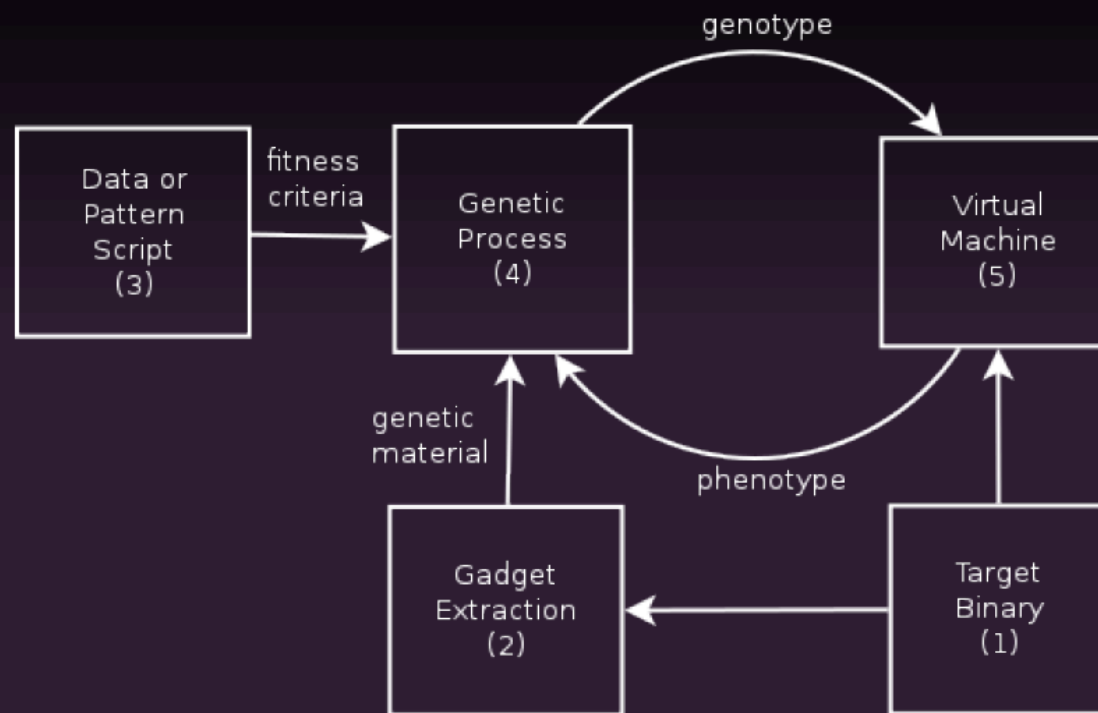 genotype
Data or
Pattern
Script
(3)
fitness
criteria
Genetic
Process
(4)
Virtual
Machine
(5)
genetic
material
phenotype
Gadget
Extraction
(2)
Target
Binary
(1)